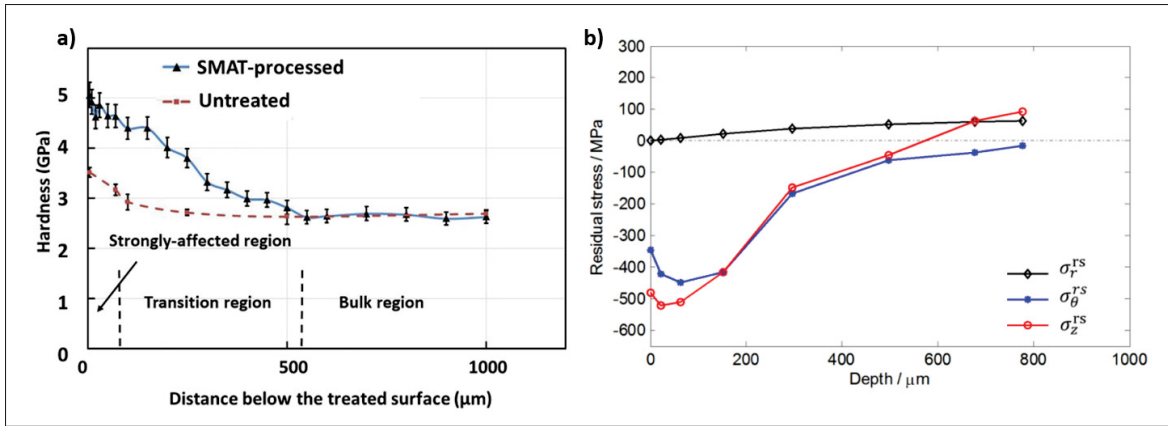 a)
SMAT-processed
Untreated
Hardness (GPa)
5
4
3
2
1
0
Strongly-affected region
Transition region
Bulk region
0
500
1000
Distance below the treated surface (µm)
b)
Residual stress / MPa
300
200
100
0
-100
-200
-300
-400
-500
-600
σ_r^rs
σ_θ^rs
σ_z^rs
0
200
400
600
800
1000
Depth / µm